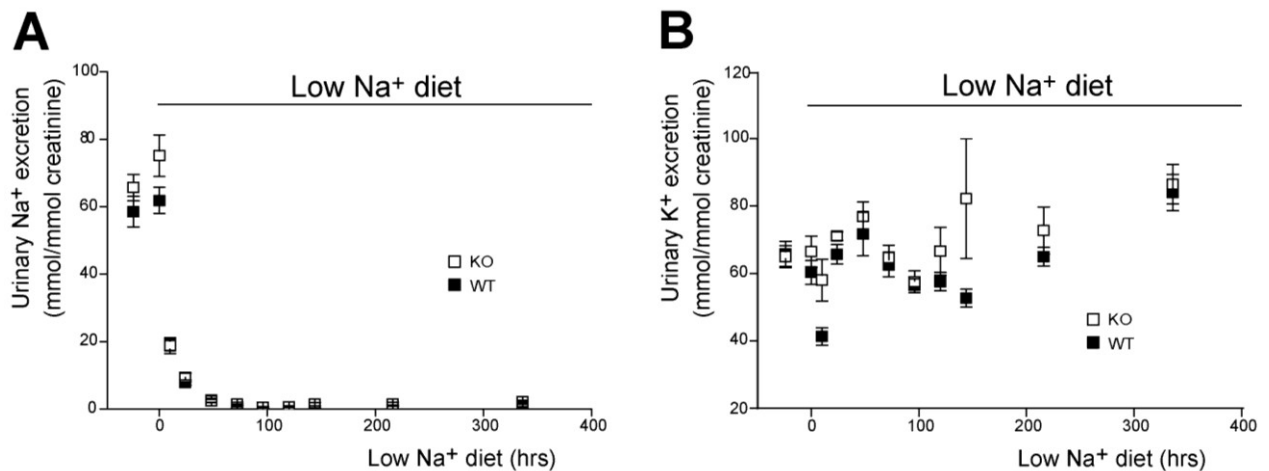 A
Low Na+ diet
Urinary Na+ excretion
(mmol/mmol creatinine)
100
80
60
40
20
0
KO
WT
0
100
200
300
400
Low Na+ diet (hrs)
B
Low Na+ diet
Urinary K+ excretion
(mmol/mmol creatinine)
120
100
80
60
40
20
KO
WT
0
100
200
300
400
Low Na+ diet (hrs)